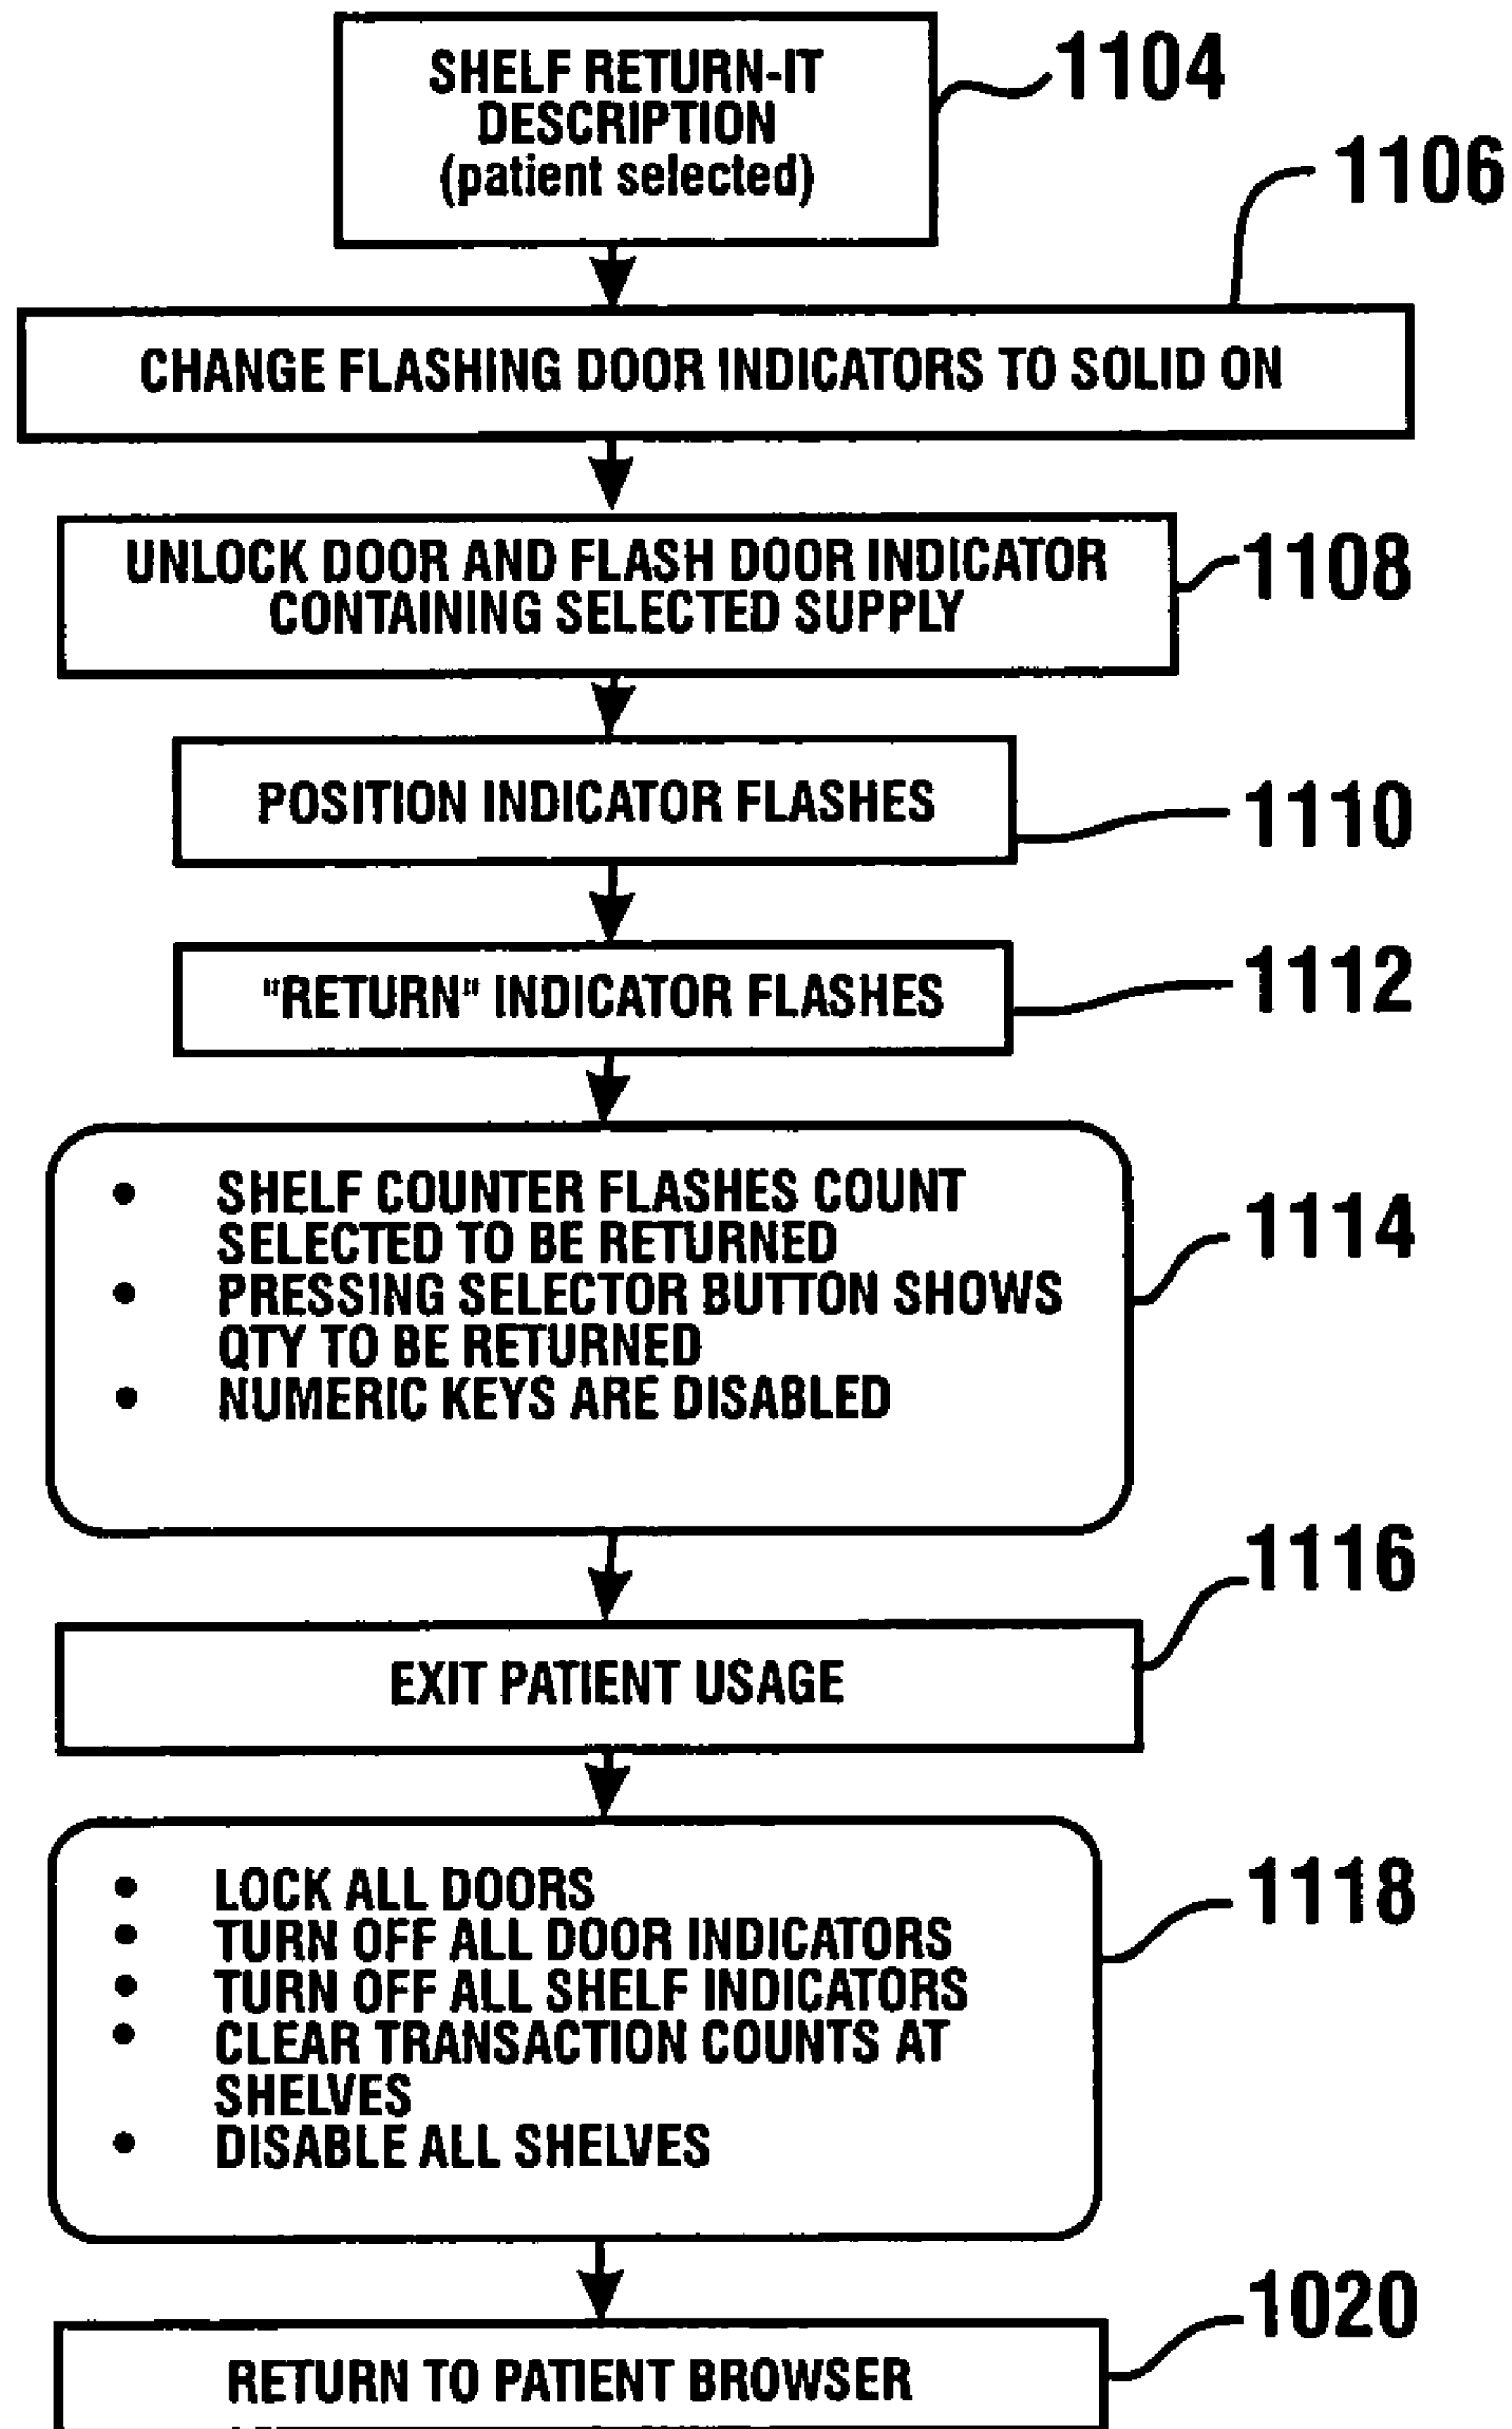 SHELF RETURN-IT
DESCRIPTION
(patient selected)
1104
1106
CHANGE FLASHING DOOR INDICATORS TO SOLID ON
UNLOCK DOOR AND FLASH DOOR INDICATOR
CONTAINING SELECTED SUPPLY
1108
POSITION INDICATOR FLASHES
1110
"RETURN" INDICATOR FLASHES
1112
• SHELF COUNTER FLASHES COUNT
SELECTED TO BE RETURNED
• PRESSING SELECTOR BUTTON SHOWS
QTY TO BE RETURNED
• NUMERIC KEYS ARE DISABLED
1114
1116
EXIT PATIENT USAGE
• LOCK ALL DOORS
• TURN OFF ALL DOOR INDICATORS
• TURN OFF ALL SHELF INDICATORS
• CLEAR TRANSACTION COUNTS AT
SHELVES
• DISABLE ALL SHELVES
1118
1020
RETURN TO PATIENT BROWSER